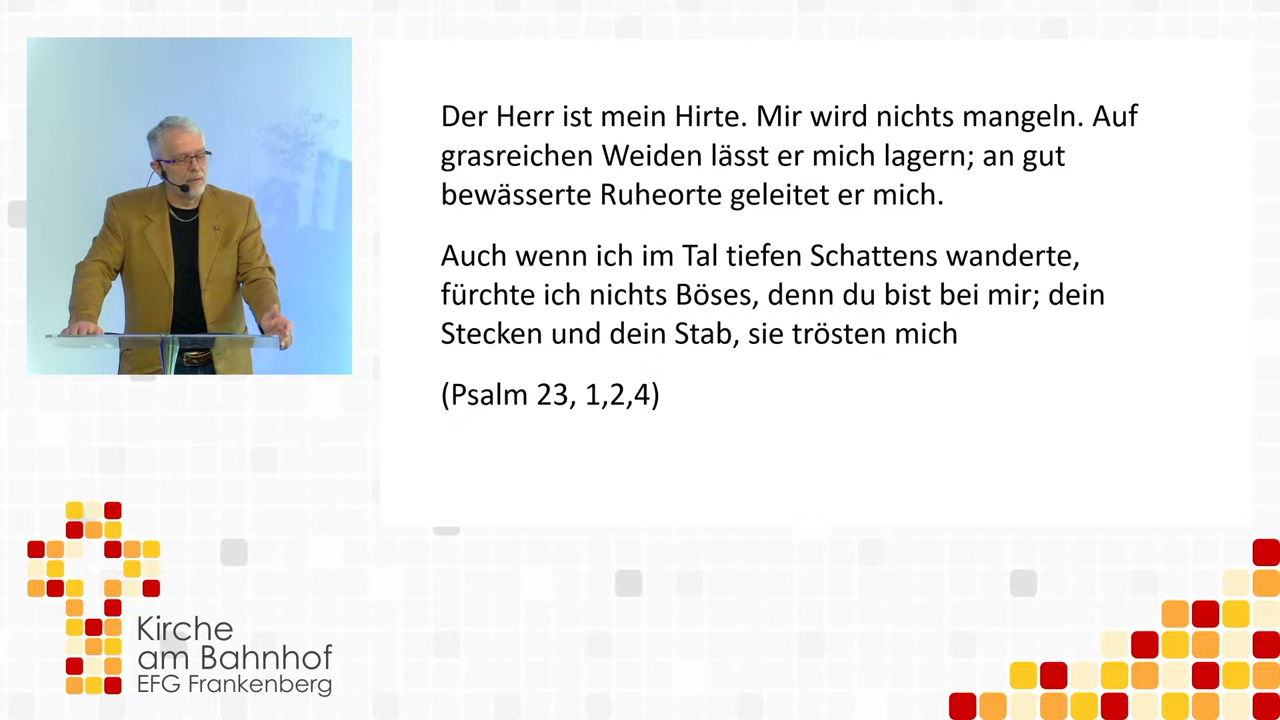 Der Herr ist mein Hirte. Mir wird nichts mangeln. Auf
grasreichen Weiden lässt er mich lagern; an gut
bewässerte Ruheorte geleitet er mich.
Auch wenn ich im Tal tiefen Schattens wanderte,
fürchte ich nichts Böses, denn du bist bei mir; dein
Stecken und dein Stab, sie trösten mich
(Psalm 23, 1,2,4)
Kirche
am Bahnhof
EFG Frankenberg